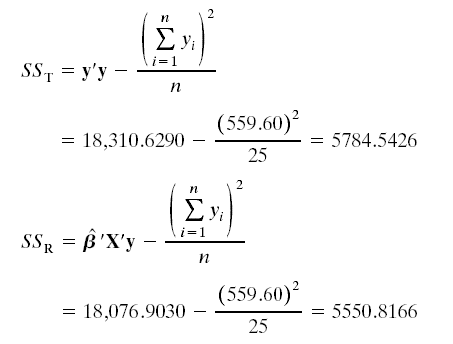 SS_T = y'y − (∑_{i=1}^{n} y_i)² / n
= 18,310.6290 − (559.60)² / 25 = 5784.5426
SS_R = β̂'X'y − (∑_{i=1}^{n} y_i)² / n
= 18,076.9030 − (559.60)² / 25 = 5550.8166